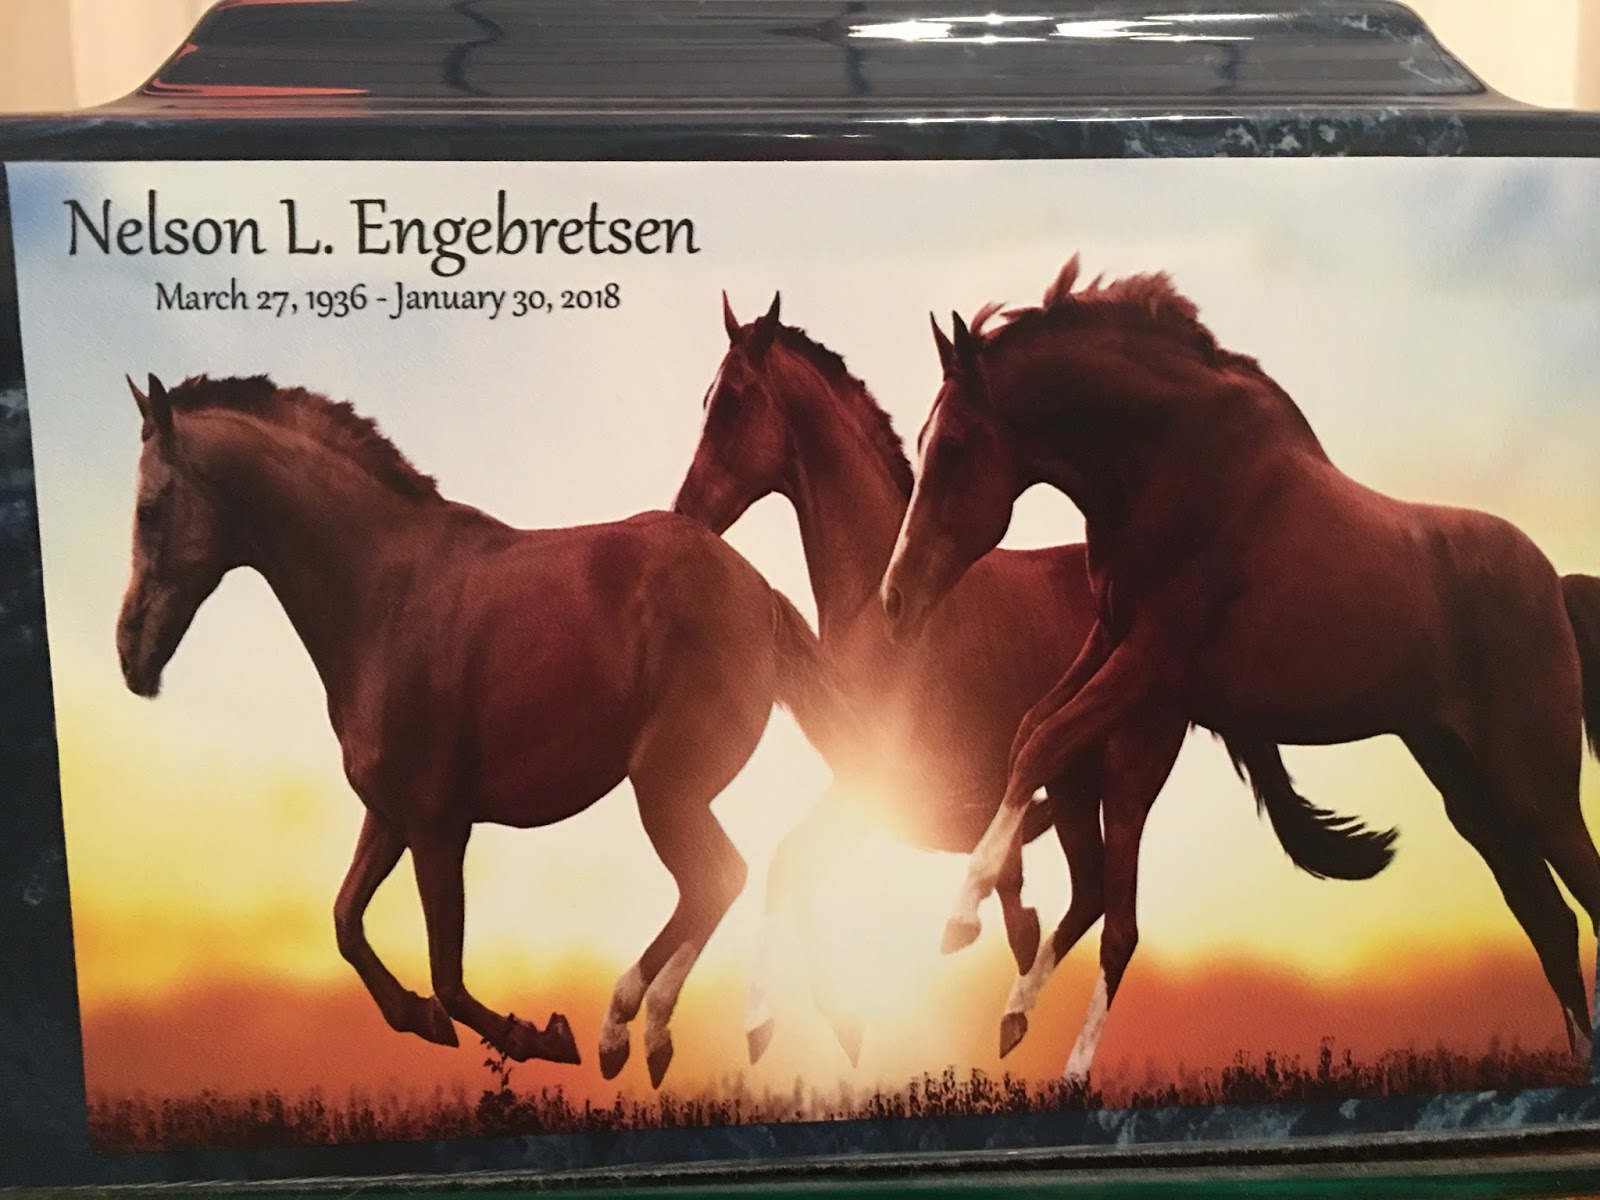 Nelson L. Engebretsen
March 27, 1936 - January 30, 2018